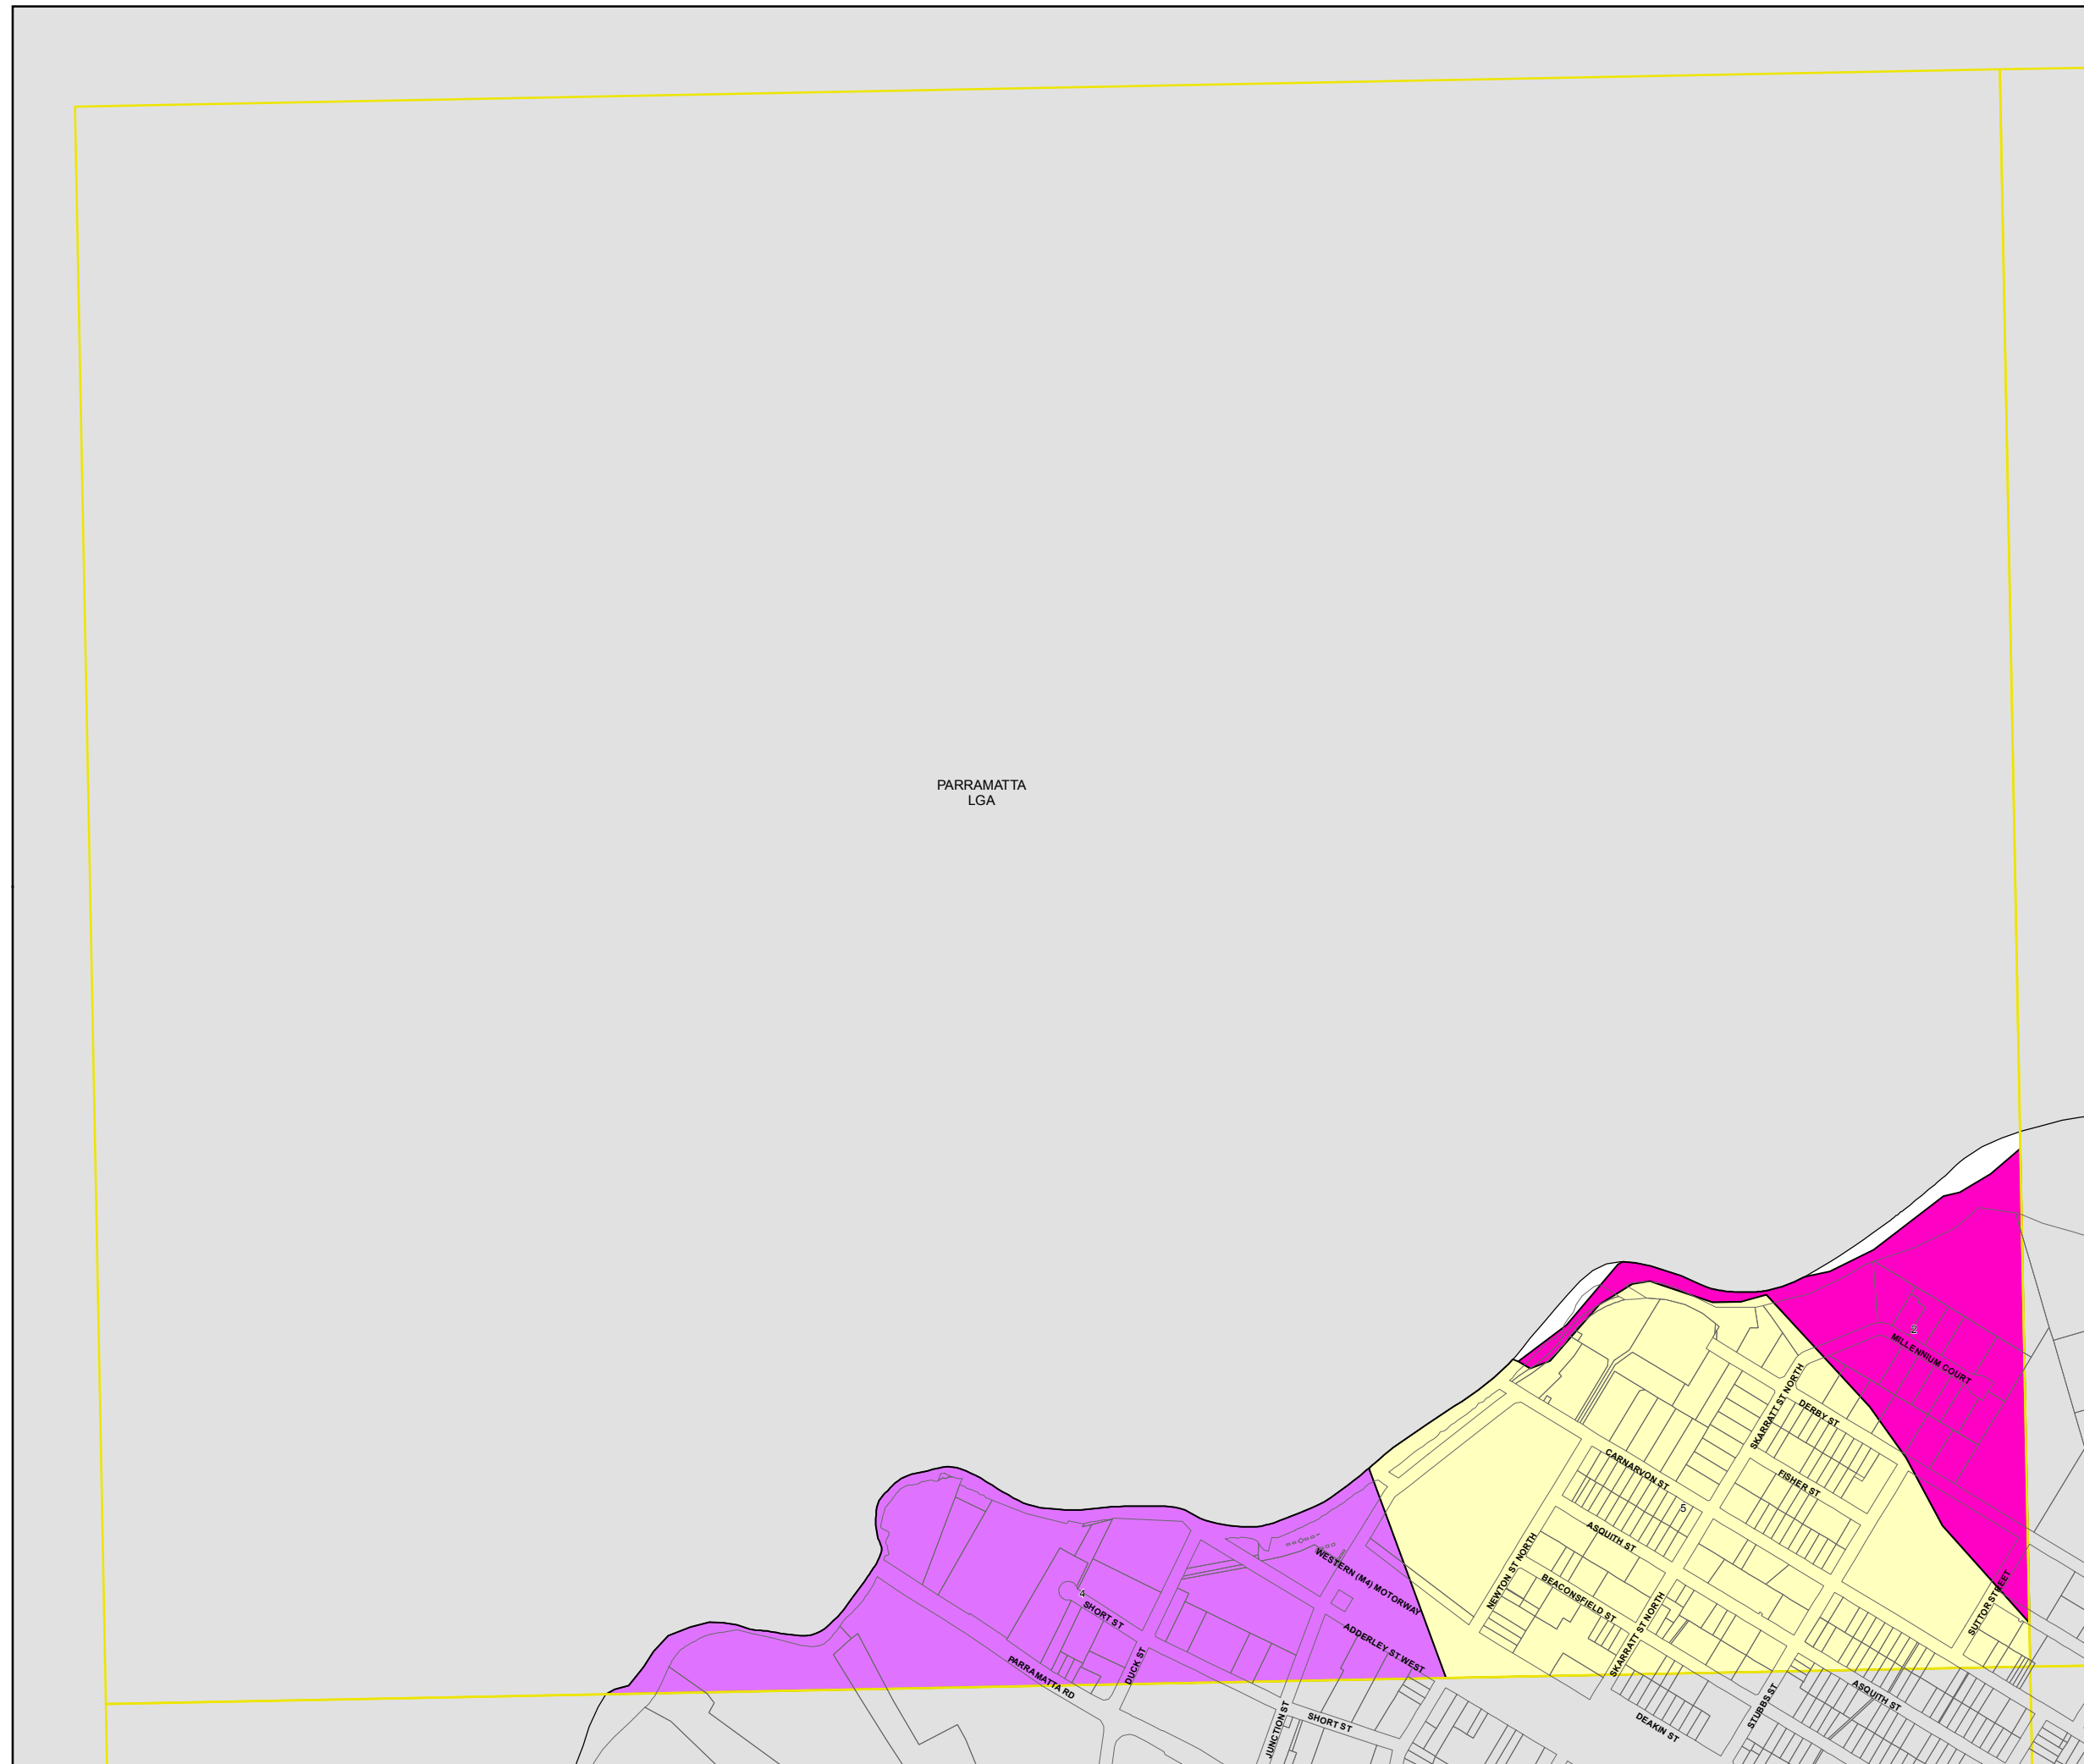 PARRAMATTA
LGA
2
MILLENNIUM COURT
SKARRATT ST NORTH
DERBY ST
CARNARVON ST
FISHER ST
5
ASQUITH ST
NEWTON ST NORTH
WESTERN (M4) MOTORWAY
BEACONSFIELD ST
4
SHORT ST
SKARRATT ST NORTH
SUTTOR STREET
ADDERLEY ST WEST
DUCK ST
PARRAMATTA RD
ASQUITH ST
STUBBS ST
JUNCTION ST
SHORT ST
DEAKIN ST